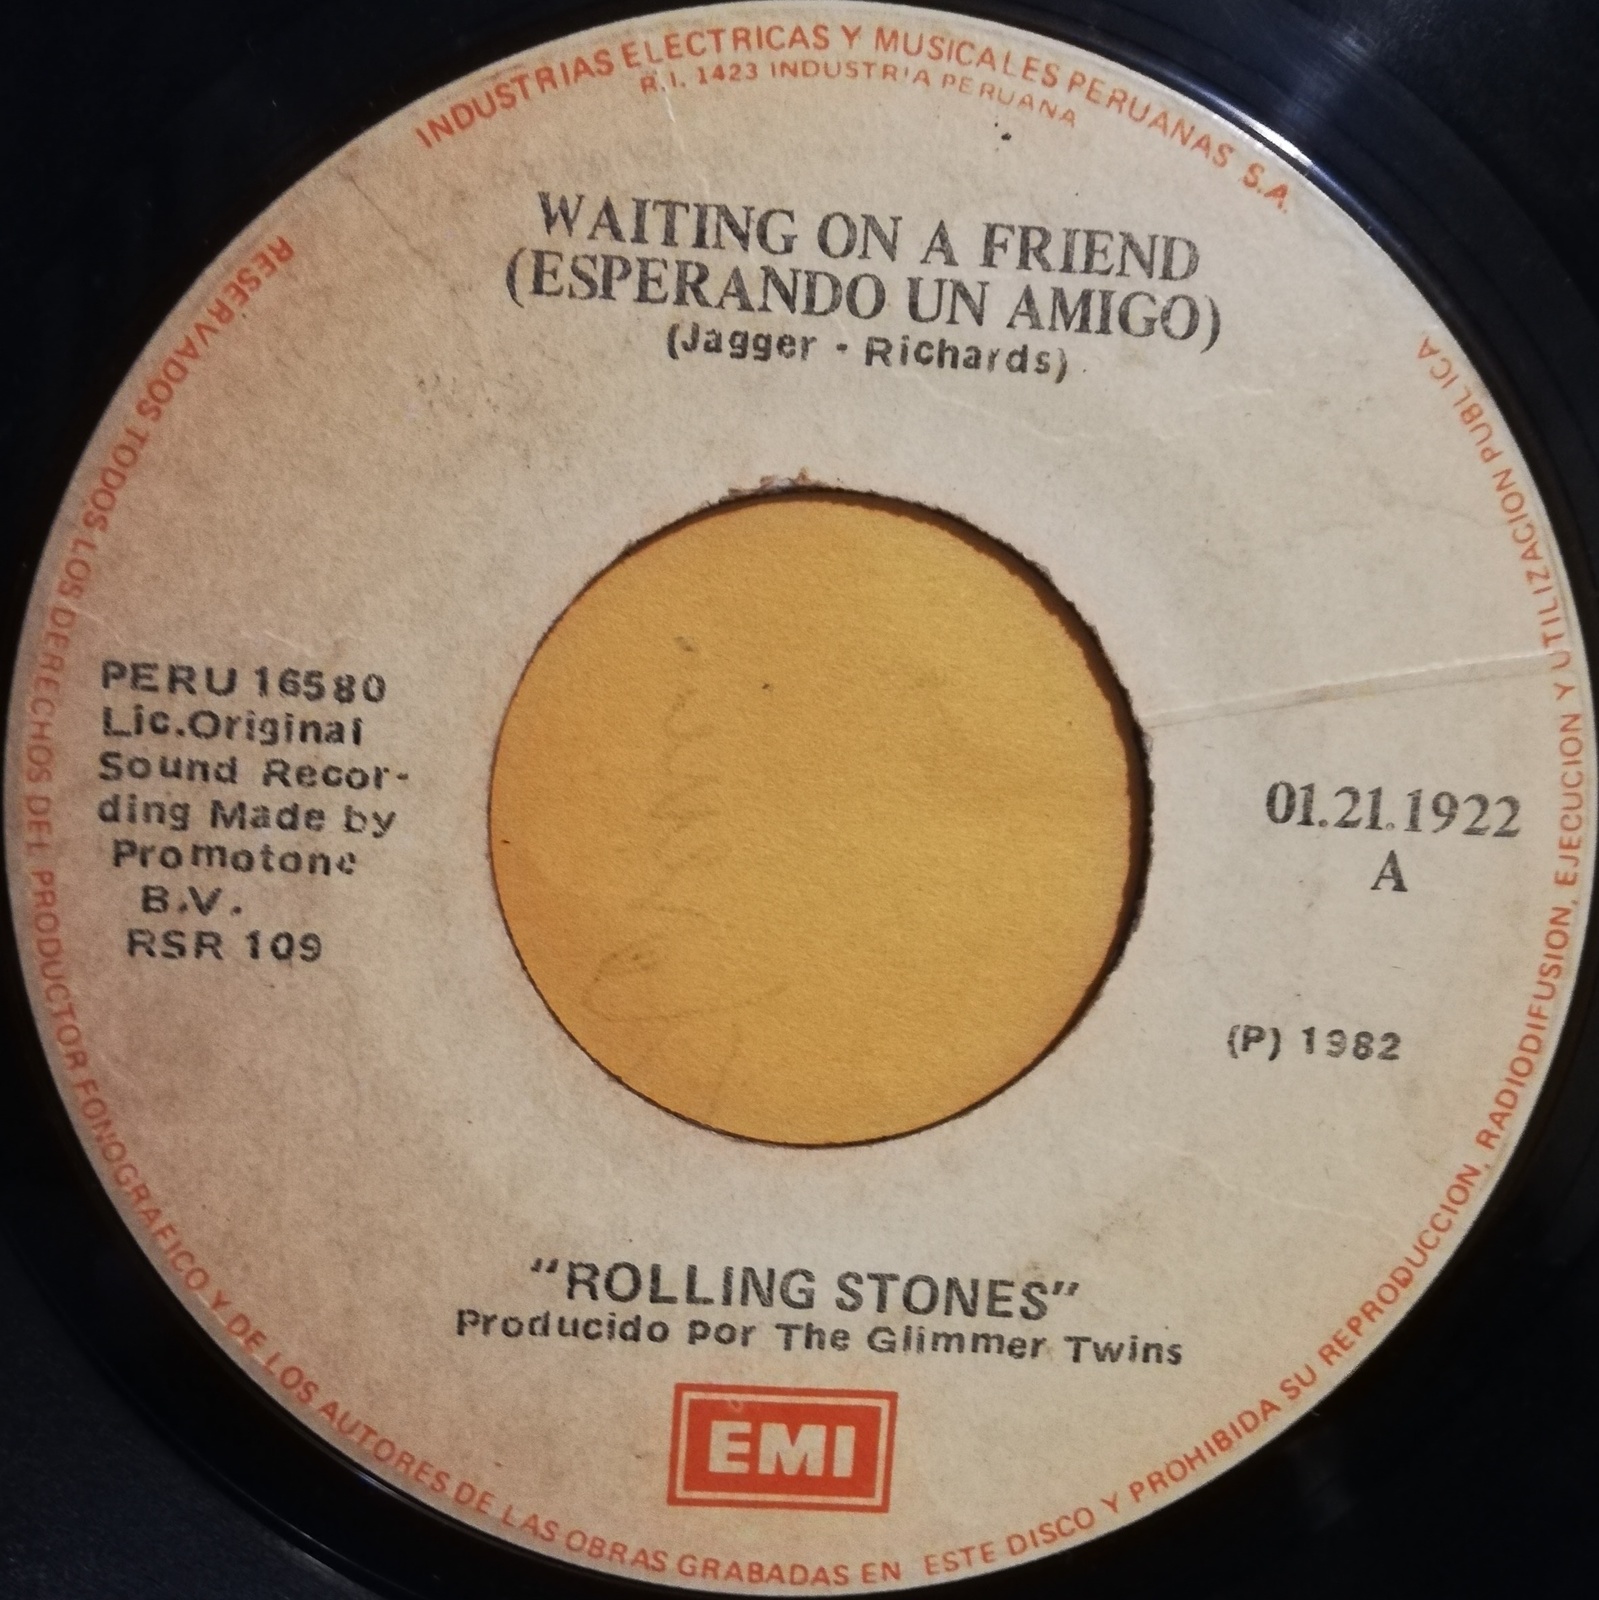 INDUSTRIAS ELECTRICAS Y MUSICALES PERUANAS S.A.
R.I. 1423 INDUSTRIA PERUANA
WAITING ON A FRIEND
(ESPERANDO UN AMIGO)
(Jagger - Richards)
PERU 16580
Lic.Original
Sound Recor-
ding Made by
Promotone
B.V.
RSR 109
01.21.1922
A
(P) 1982
"ROLLING STONES"
Producido por The Glimmer Twins
EMI
RESERVADOS TODOS LOS DERECHOS DEL PRODUCTOR FONOGRAFICO Y DE LOS AUTORES DE LAS OBRAS GRABADAS EN ESTE DISCO Y PROHIBIDA SU REPRODUCCION, RADIODIFUSION, EJECUCION Y UTILIZACION PUBLICA